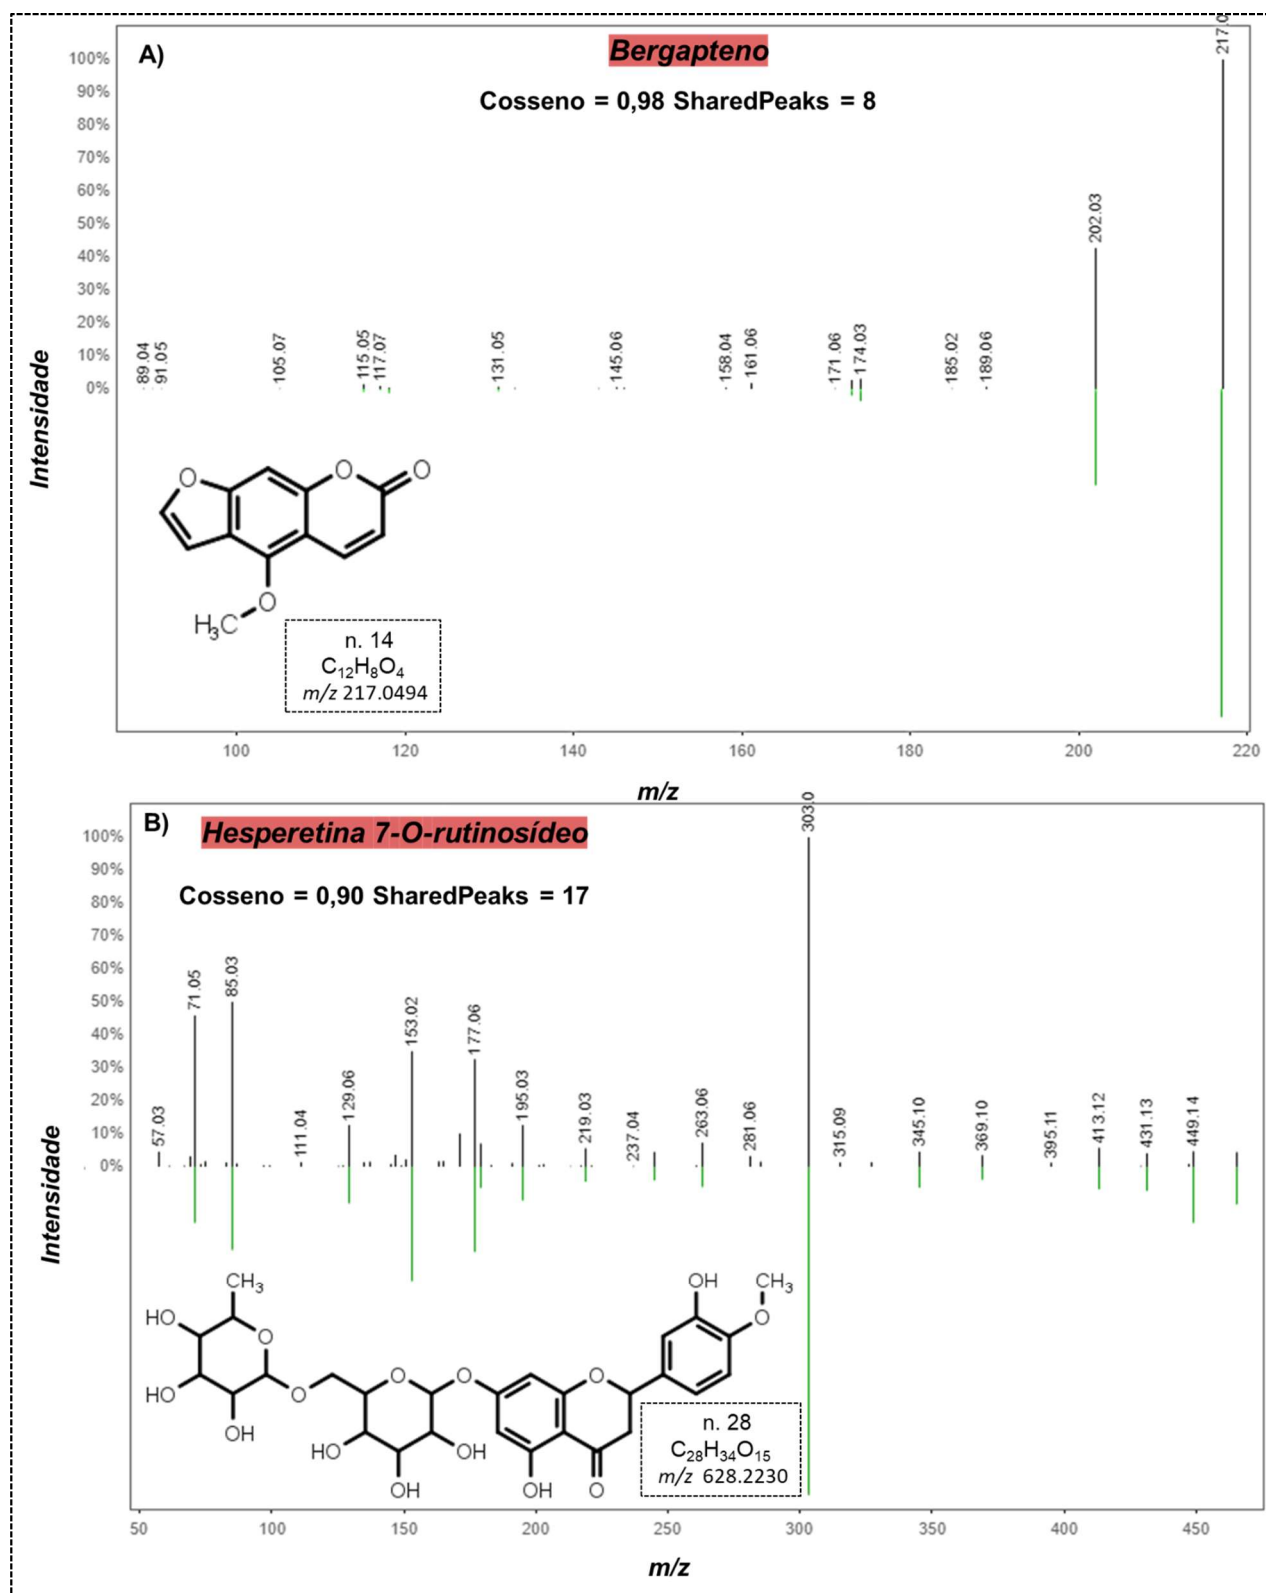 A)
Bergapteno
Cosseno = 0,98 SharedPeaks = 8
Intensidade
100%
90%
80%
70%
60%
50%
40%
30%
20%
10%
0%
89.04
91.05
105.07
115.05
117.07
131.05
145.06
158.04
161.06
171.06
174.03
185.02
189.06
202.03
217.0
O
O
O
O
H₃C
n. 14
C₁₂H₈O₄
m/z 217.0494
100
120
140
160
180
200
220
m/z
B)
Hesperetina 7-O-rutinosídeo
Cosseno = 0,90 SharedPeaks = 17
Intensidade
100%
90%
80%
70%
60%
50%
40%
30%
20%
10%
0%
57.03
71.05
85.03
111.04
129.06
153.02
177.06
195.03
219.03
237.04
263.06
281.06
303.0
315.09
345.10
369.10
395.11
413.12
431.13
449.14
CH₃
OH
CH₃
HO
O
O
HO
O
O
O
O
OH
HO
OH
OH
OH
O
n. 28
C₂₈H₃₄O₁₅
m/z 628.2230
50
100
150
200
250
300
350
400
450
m/z